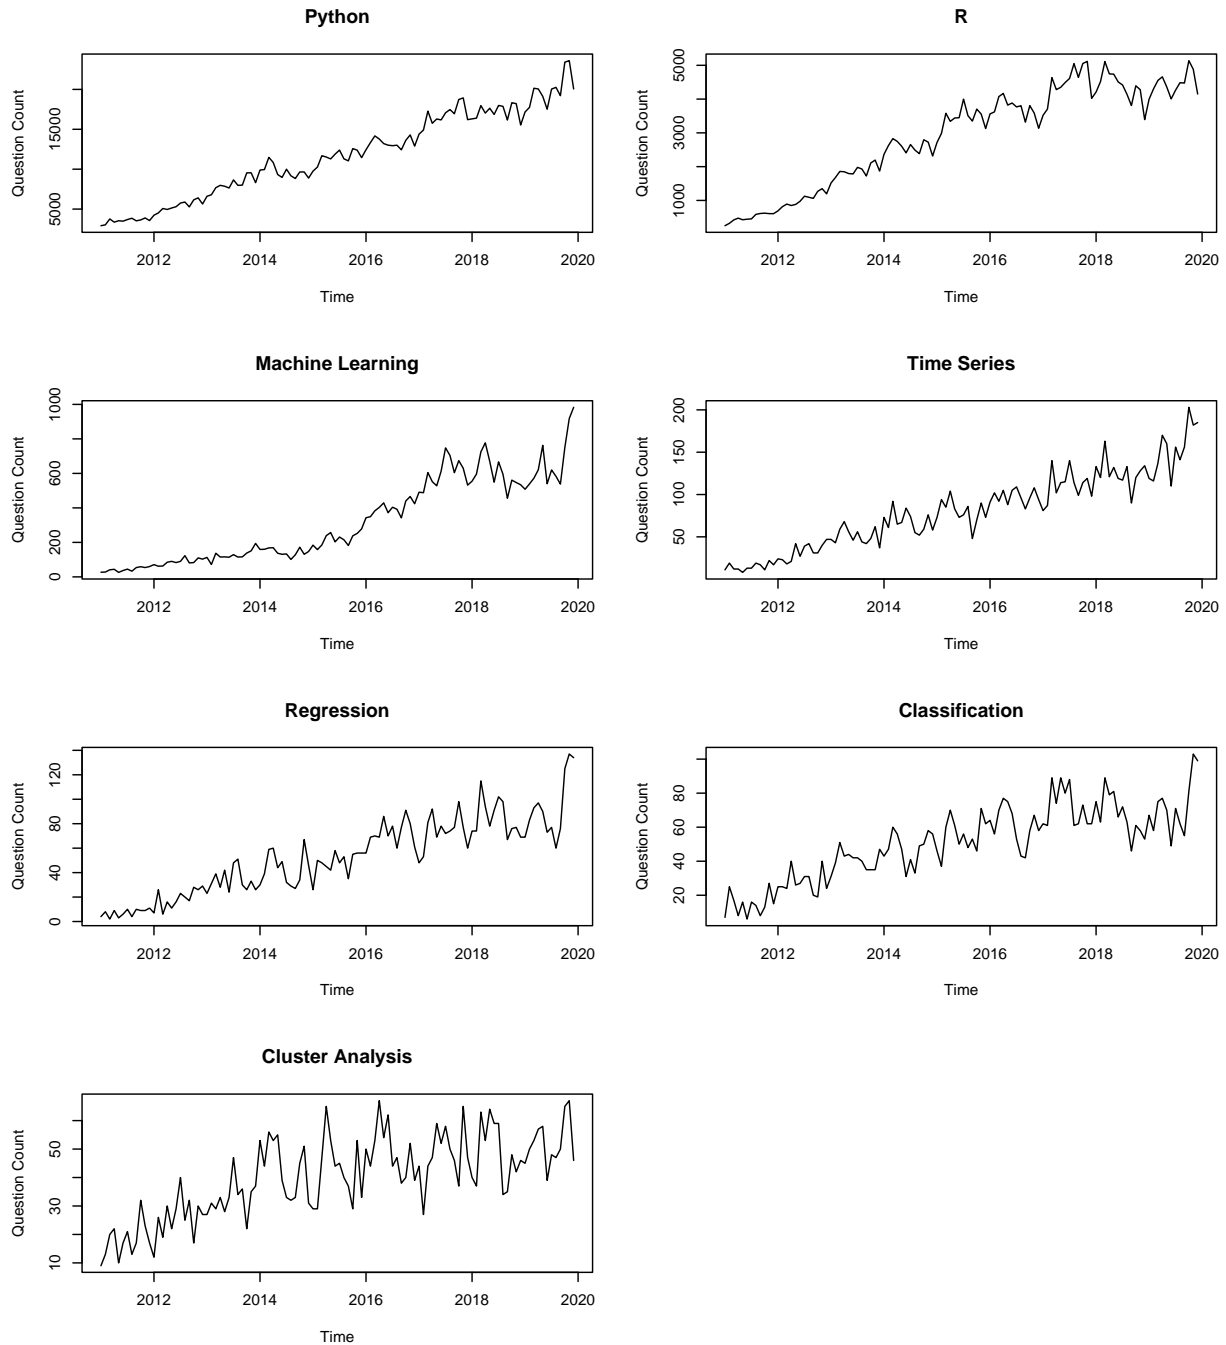 Python
R
Question Count
5000
15000
2012
2014
2016
2018
2020
Time
Question Count
1000
3000
5000
2012
2014
2016
2018
2020
Time
Machine Learning
Time Series
Question Count
0
200
600
1000
2012
2014
2016
2018
2020
Time
Question Count
50
100
150
200
2012
2014
2016
2018
2020
Time
Regression
Classification
Question Count
0
40
80
120
2012
2014
2016
2018
2020
Time
Question Count
20
40
60
80
2012
2014
2016
2018
2020
Time
Cluster Analysis
Question Count
10
30
50
2012
2014
2016
2018
2020
Time